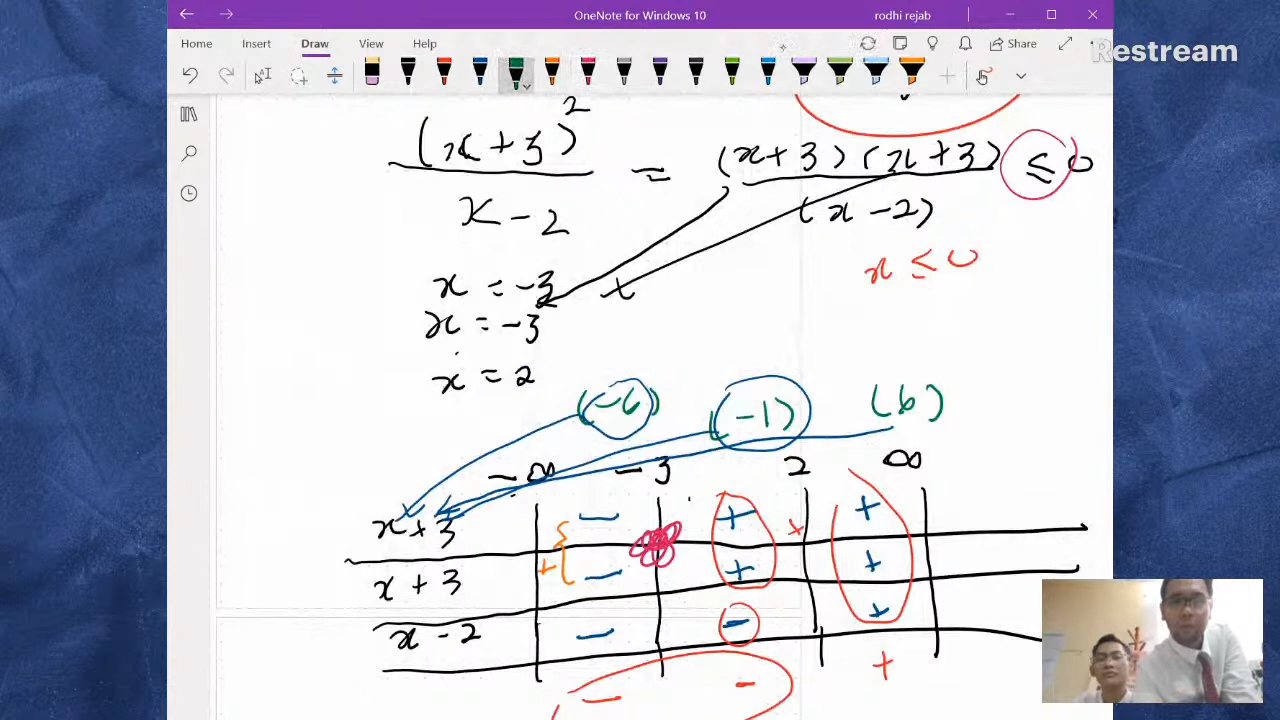 OneNote for Windows 10
rodhi rejab
Home Insert Draw View Help
Share
Restream
(x+3)² / x-2 = (x+3)(x+3) / (x-2) ≤ 0
x ≤ 0
x = -3
x = -3
x = 2
(-6) (-1) (6)
-∞ -3 2 ∞
x+3 - + +
x+3 - + +
x-2 - - +
- - +